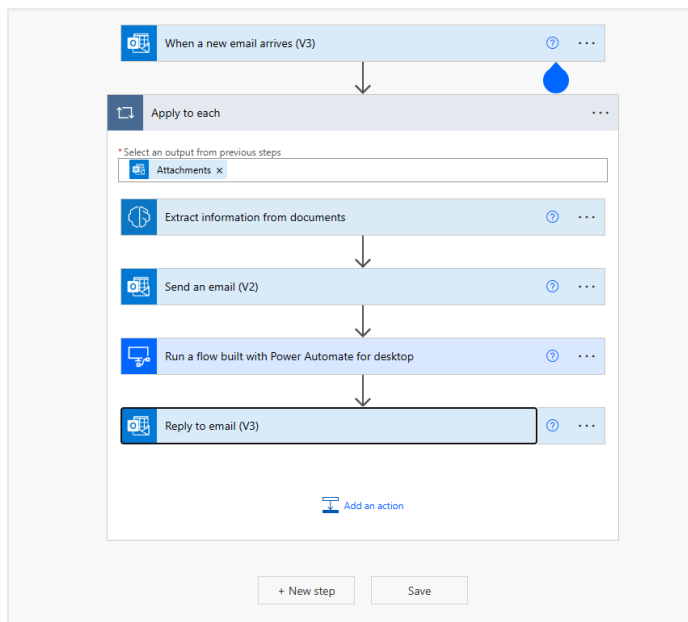 When a new email arrives (V3)
Apply to each
*Select an output from previous steps
Attachments ×
Extract information from documents
Send an email (V2)
Run a flow built with Power Automate for desktop
Reply to email (V3)
Add an action
+ New step
Save